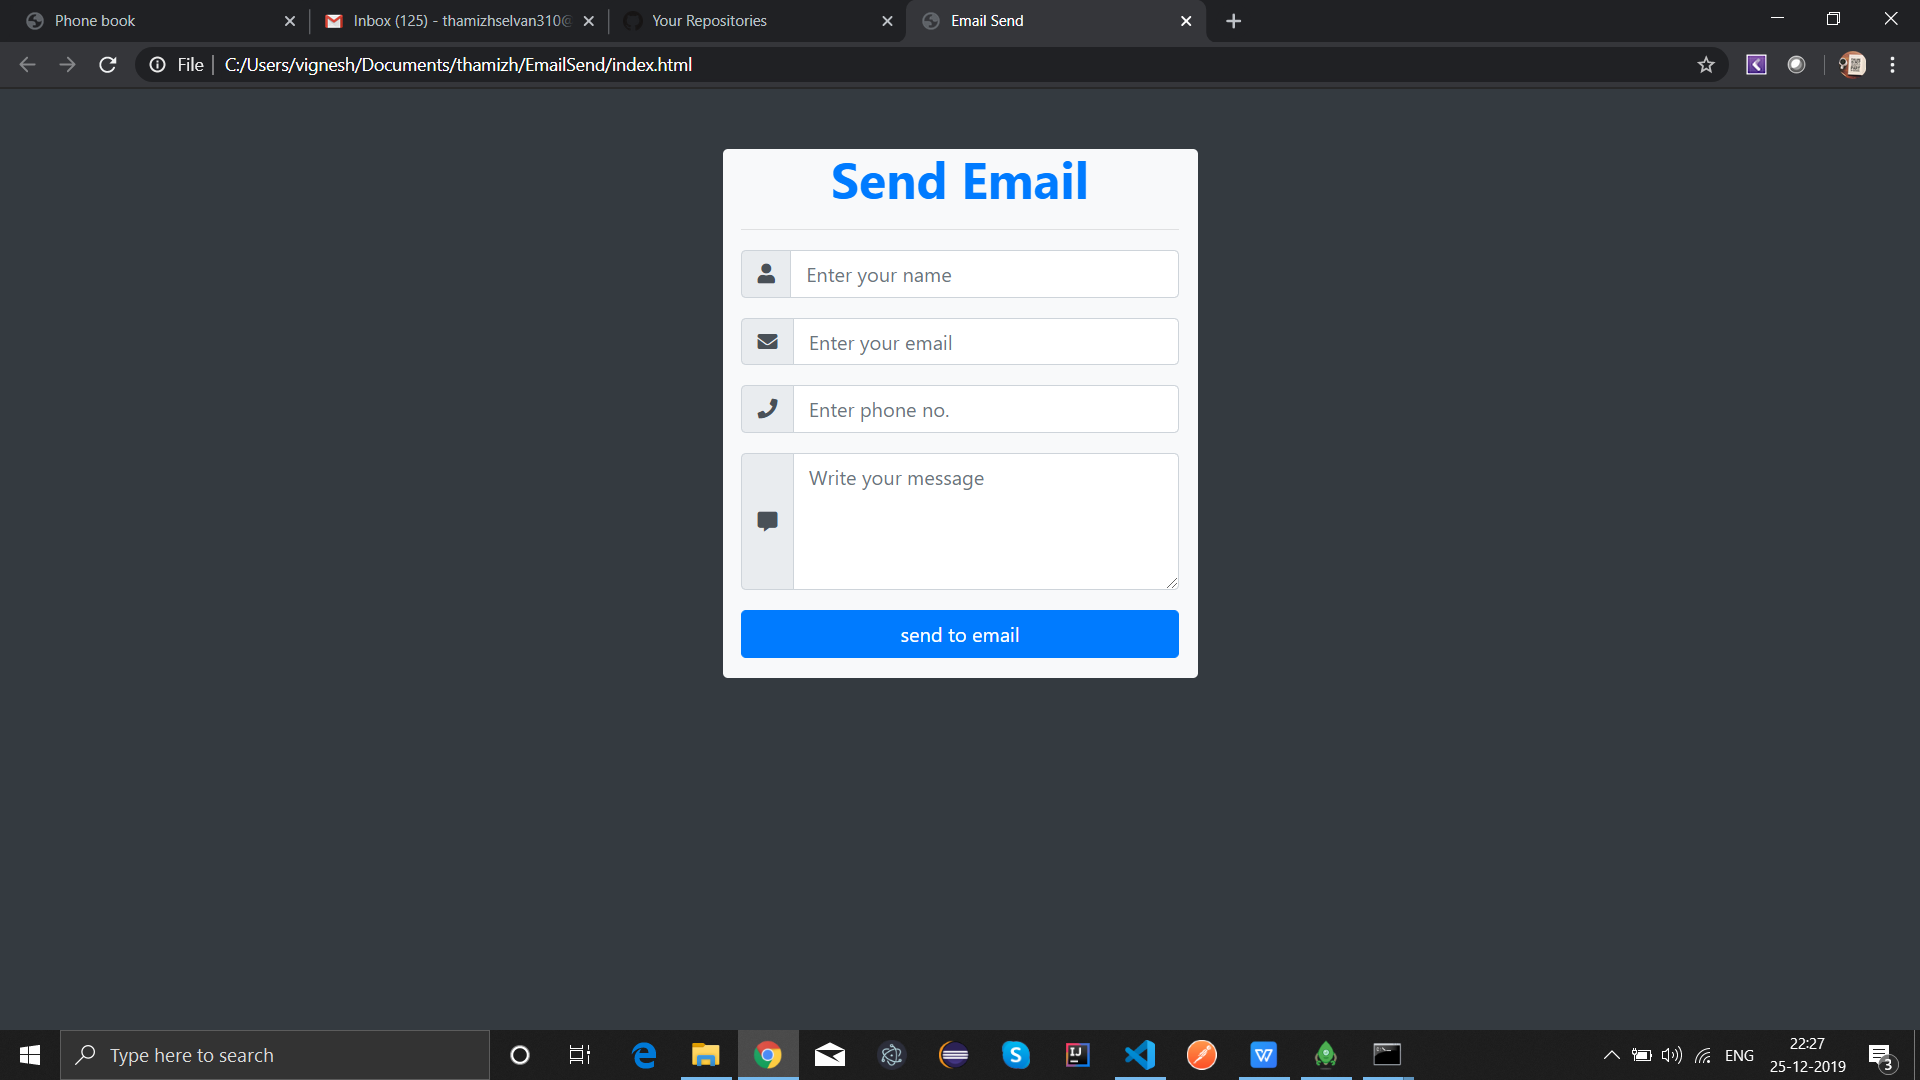 Phone book
Inbox (125) - thamizhselvan310@
Your Repositories
Email Send
File
C:/Users/vignesh/Documents/thamizh/EmailSend/index.html
Send Email
Enter your name
Enter your email
Enter phone no.
Write your message
send to email
Type here to search
ENG
22:27
25-12-2019
3